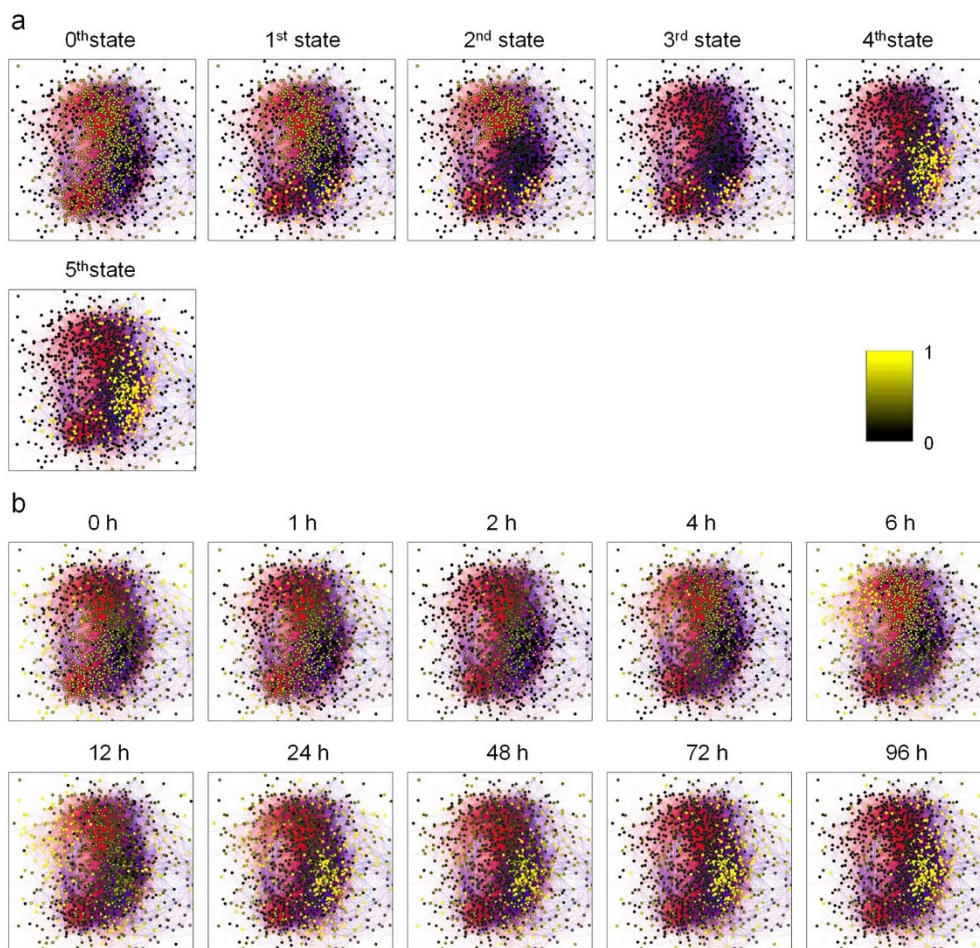 a
0th state
1st state
2nd state
3rd state
4th state
5th state
1
0
b
0 h
1 h
2 h
4 h
6 h
12 h
24 h
48 h
72 h
96 h